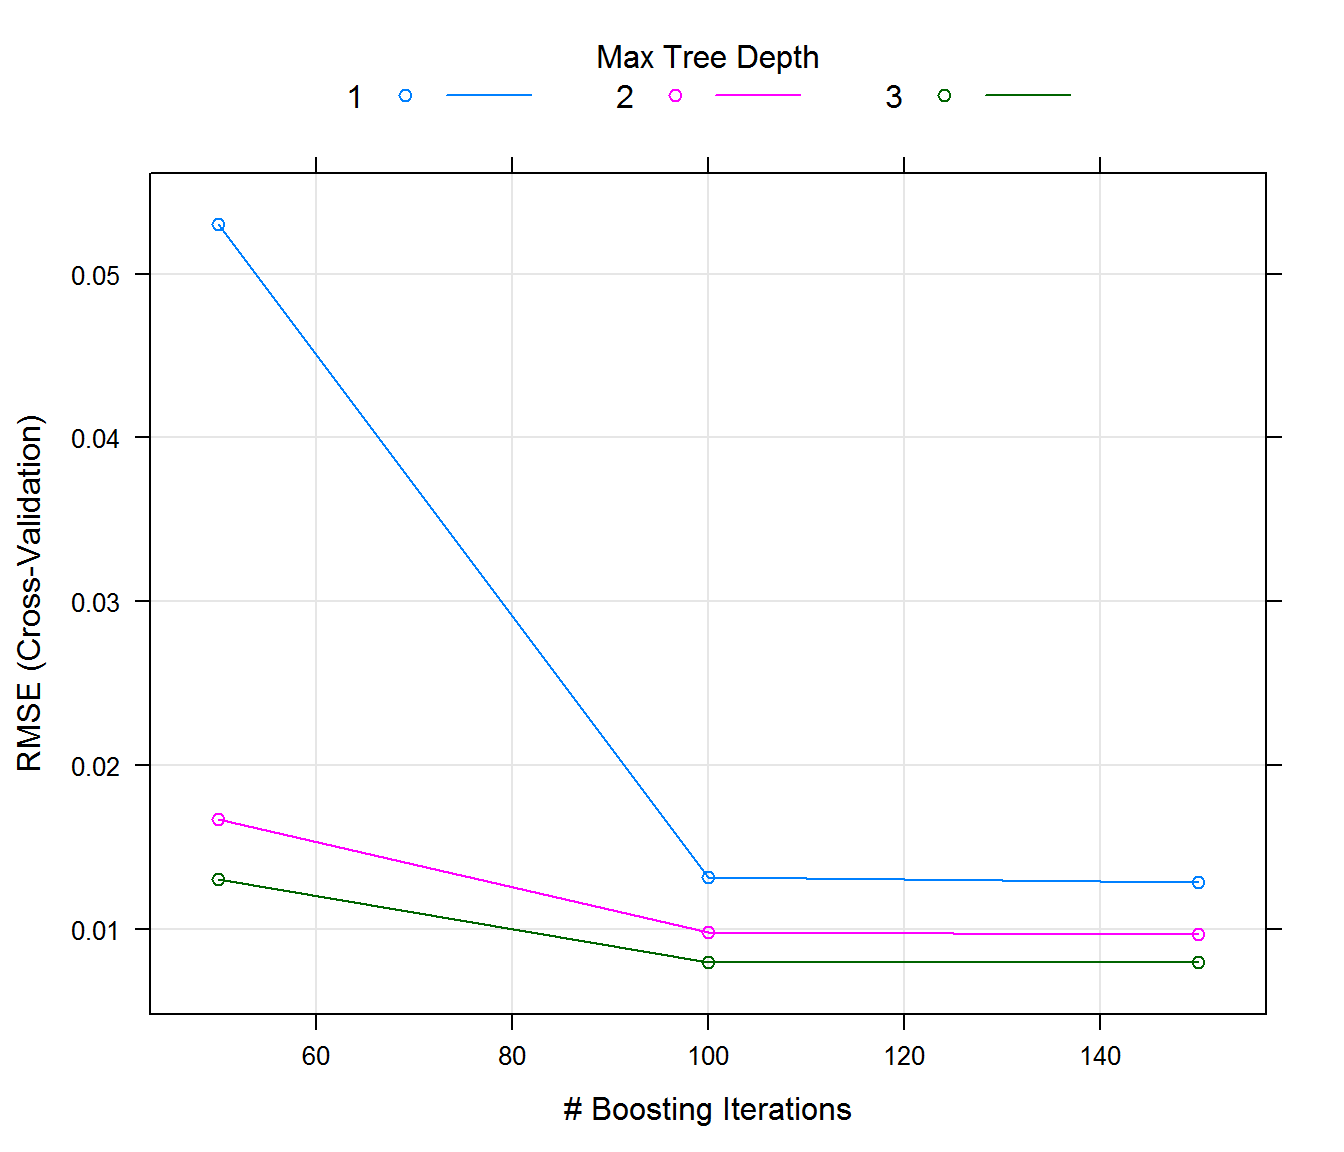 Max Tree Depth
1 2 3
0.05
0.04
0.03
0.02
0.01
RMSE (Cross-Validation)
60 80 100 120 140
# Boosting Iterations